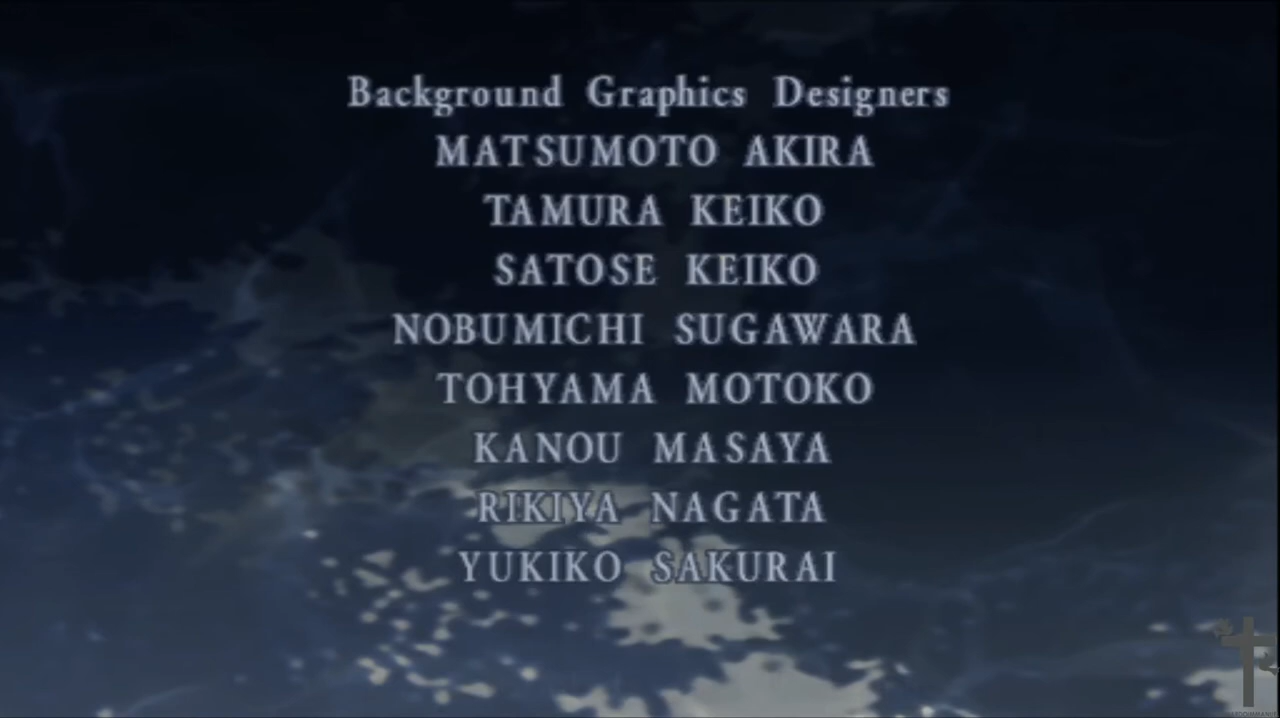 Background Graphics Designers
MATSUMOTO AKIRA
TAMURA KEIKO
SATOSE KEIKO
NOBUMICHI SUGAWARA
TOHYAMA MOTOKO
KANOU MASAYA
RIKIYA NAGATA
YUKIKO SAKURAI